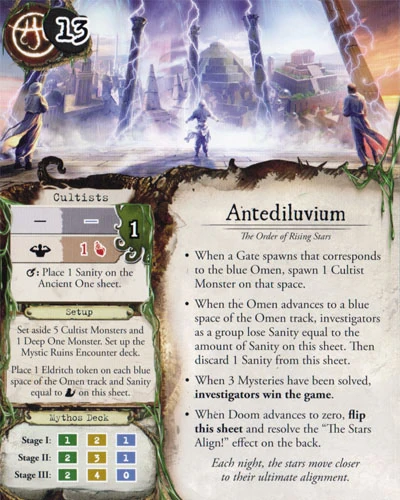 13
Cultists
— —
1
1
: Place 1 Sanity on the
Ancient One sheet.
Setup
Set aside 5 Cultist Monsters and
1 Deep One Monster. Set up the
Mystic Ruins Encounter deck.
Place 1 Eldritch token on each blue
space of the Omen track and Sanity
equal to on this sheet.
Mythos Deck
Stage I: 1 2 1
Stage II: 2 3 1
Stage III: 2 4 0
Antediluvium
The Order of Rising Stars
• When a Gate spawns that corresponds
to the blue Omen, spawn 1 Cultist
Monster on that space.
• When the Omen advances to a blue
space of the Omen track, investigators
as a group lose Sanity equal to the
amount of Sanity on this sheet. Then
discard 1 Sanity from this sheet.
• When 3 Mysteries have been solved,
investigators win the game.
• When Doom advances to zero, flip
this sheet and resolve the “The Stars
Align!” effect on the back.
Each night, the stars move closer
to their ultimate alignment.